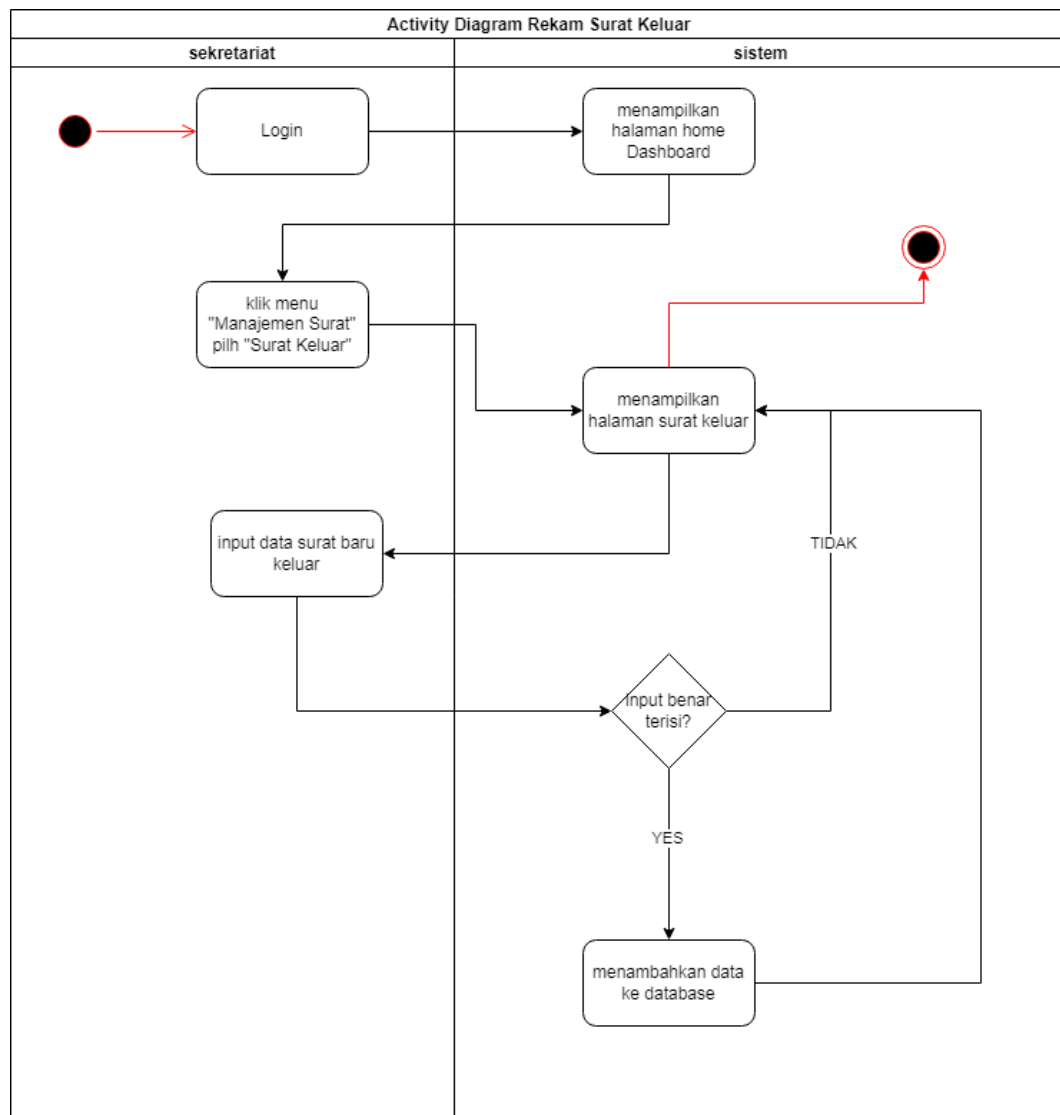 Activity Diagram Rekam Surat Keluar
sekretariat
sistem
Login
menampilkan
halaman home
Dashboard
klik menu
"Manajemen Surat"
pilh "Surat Keluar"
menampilkan
halaman surat keluar
input data surat baru
keluar
TIDAK
Input benar
terisi?
YES
menambahkan data
ke database